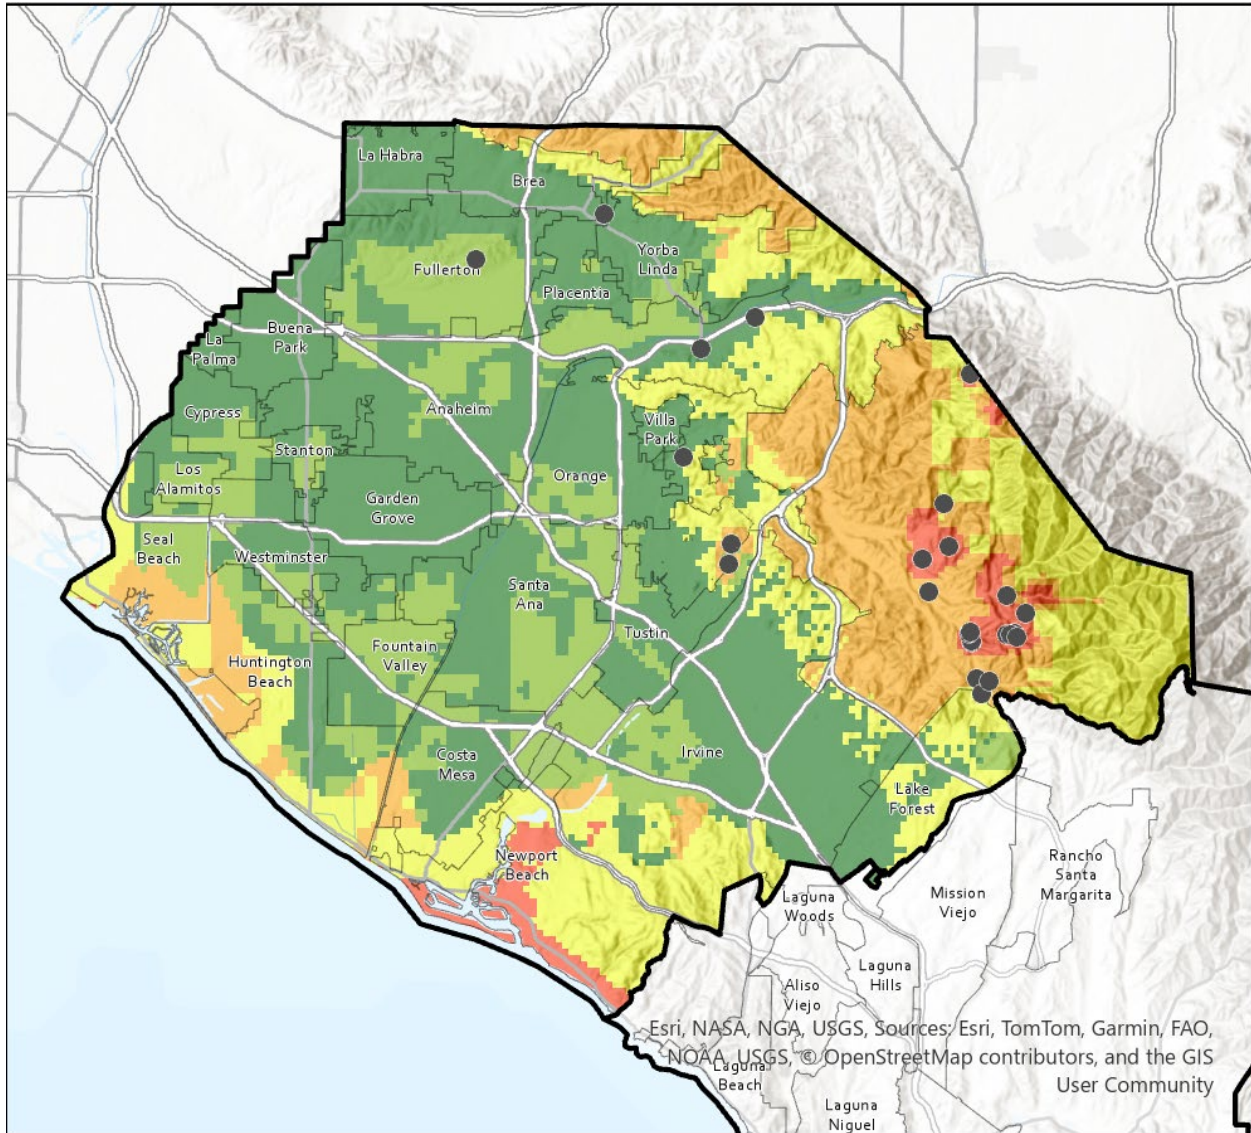 La Habra
Brea
Yorba
Linda
Fullerton
Placentia
Buena
Park
La
Palma
Cypress
Anaheim
Villa
Park
Stanton
Los
Alamitos
Orange
Garden
Grove
Seal
Beach
Westminster
Santa
Ana
Tustin
Fountain
Valley
Huntington
Beach
Costa
Mesa
Irvine
Lake
Forest
Newport
Beach
Rancho
Santa
Margarita
Mission
Viejo
Laguna
Woods
Laguna
Hills
Aliso
Viejo
Esri, NASA, NGA, USGS, Sources: Esri, TomTom, Garmin, FAO,
NOAA, USGS, © OpenStreetMap contributors, and the GIS
User Community
Laguna
Beach
Laguna
Niguel